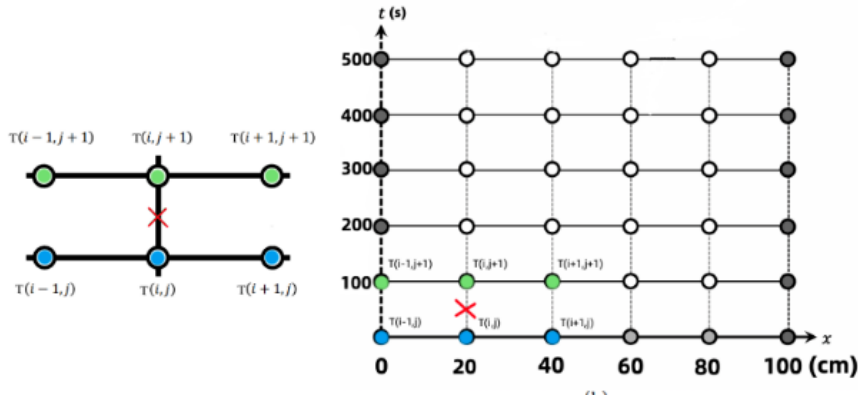 T(i − 1, j + 1) T(i, j + 1) T(i + 1, j + 1)
T(i − 1, j) T(i, j) T(i + 1, j)
t (s)
500
400
300
200
T(i-1,j+1) T(i,j+1) T(i+1,j+1)
100
T(i-1,j) T(i,j) T(i+1,j)
x
0 20 40 60 80 100 (cm)